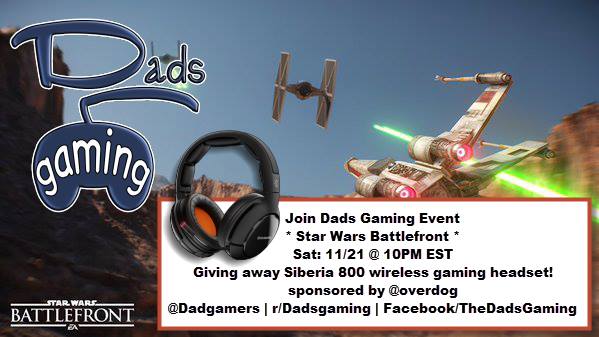 Dads
gaming
Join Dads Gaming Event
* Star Wars Battlefront *
Sat: 11/21 @ 10PM EST
Giving away Siberia 800 wireless gaming headset!
sponsored by @overdog
@Dadgamers | r/Dadsgaming | Facebook/TheDadsGaming
STAR WARS
BATTLEFRONT
EA